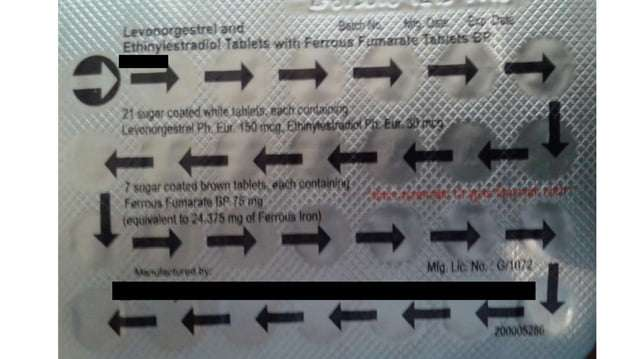 Levonorgestrel and
Batch No. Mfg. Date Exp. Date
Ethinylestradiol Tablets with Ferrous Fumarate Tablets BP
21 sugar coated white tablets, each containing
Levonorgestrel Ph. Eur. 150 mcg, Ethinylestradiol Ph. Eur. 30 mcg
7 sugar coated brown tablets, each containing
Ferrous Fumarate BP 75 mg
(equivalent to 24.375 mg of Ferrous Iron)
Manufactured by:
Mfg. Lic. No. : G/1072
200005286